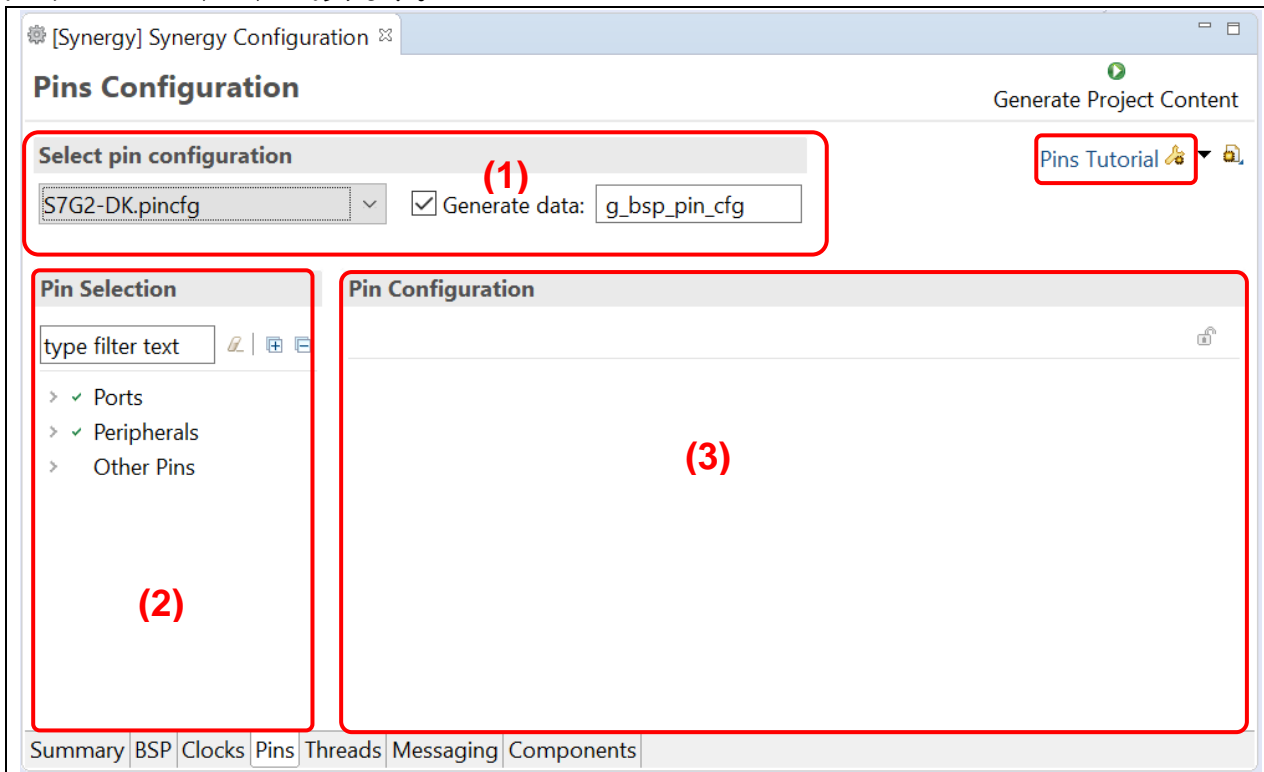 [Synergy] Synergy Configuration
Pins Configuration
Generate Project Content
Select pin configuration
(1)
Pins Tutorial
S7G2-DK.pincfg
Generate data: g_bsp_pin_cfg
Pin Selection
Pin Configuration
type filter text
Ports
Peripherals
Other Pins
(2)
(3)
Summary BSP Clocks Pins Threads Messaging Components